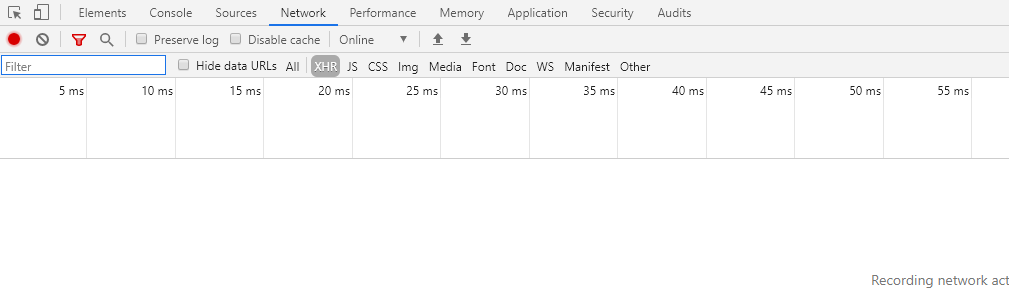 Elements Console Sources Network Performance Memory Application Security Audits
Preserve log Disable cache Online
Filter Hide data URLs All XHR JS CSS Img Media Font Doc WS Manifest Other
5 ms 10 ms 15 ms 20 ms 25 ms 30 ms 35 ms 40 ms 45 ms 50 ms 55 ms
Recording network act